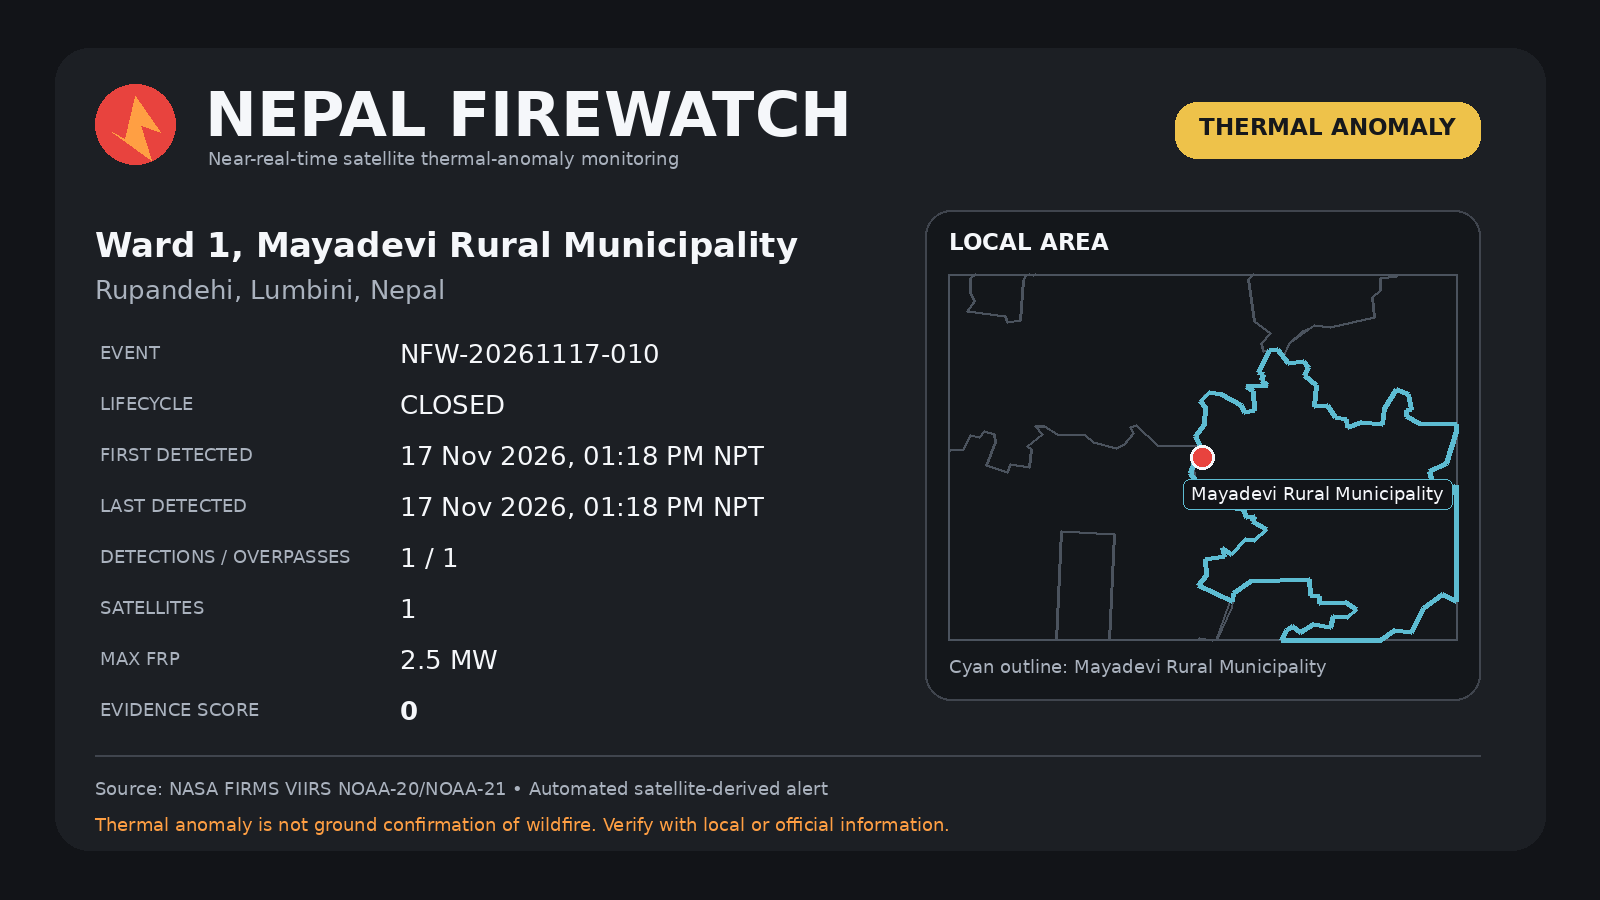 NEPAL FIREWATCH
Near-real-time satellite thermal-anomaly monitoring
THERMAL ANOMALY
Ward 1, Mayadevi Rural Municipality
Rupandehi, Lumbini, Nepal
EVENT NFW-20261117-010
LIFECYCLE CLOSED
FIRST DETECTED 17 Nov 2026, 01:18 PM NPT
LAST DETECTED 17 Nov 2026, 01:18 PM NPT
DETECTIONS / OVERPASSES 1 / 1
SATELLITES 1
MAX FRP 2.5 MW
EVIDENCE SCORE 0
LOCAL AREA
Mayadevi Rural Municipality
Cyan outline: Mayadevi Rural Municipality
Source: NASA FIRMS VIIRS NOAA-20/NOAA-21 • Automated satellite-derived alert
Thermal anomaly is not ground confirmation of wildfire. Verify with local or official information.